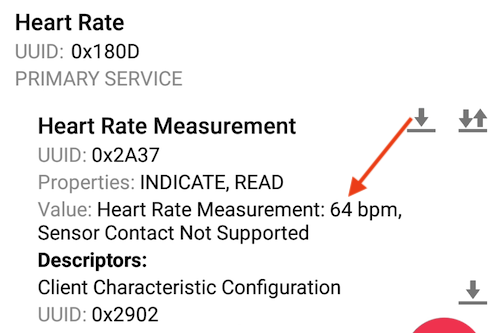 Heart Rate
UUID: 0x180D
PRIMARY SERVICE
Heart Rate Measurement
UUID: 0x2A37
Properties: INDICATE, READ
Value: Heart Rate Measurement: 64 bpm,
Sensor Contact Not Supported
Descriptors:
Client Characteristic Configuration
UUID: 0x2902